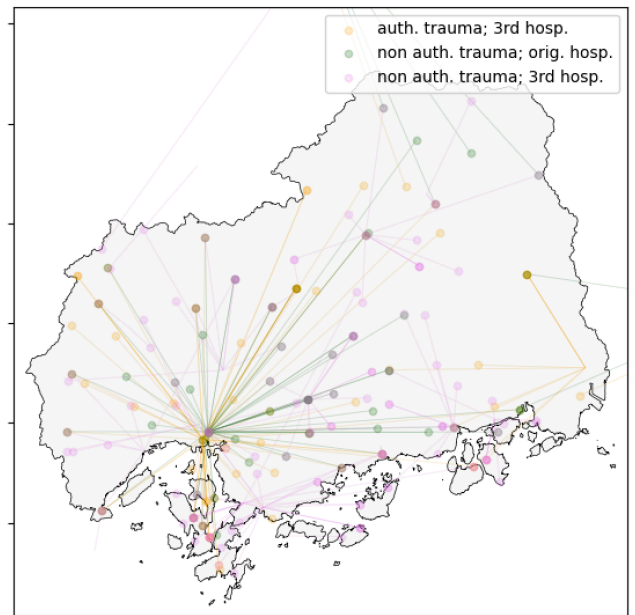 auth. trauma; 3rd hosp.
non auth. trauma; orig. hosp.
non auth. trauma; 3rd hosp.